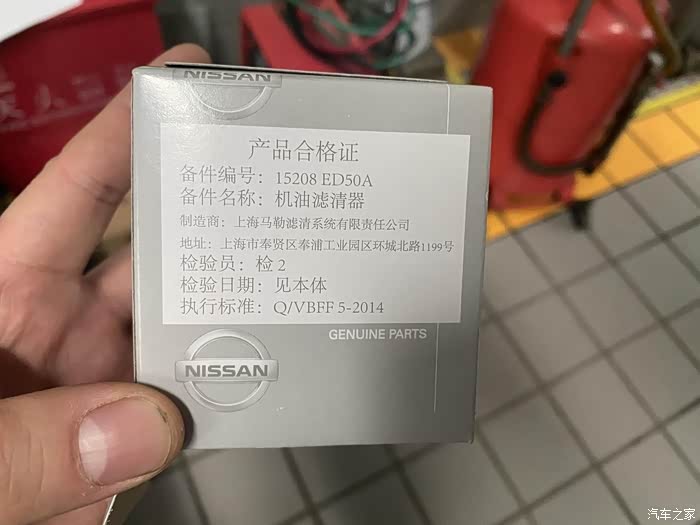 NISSAN
产品合格证
备件编号：15208 ED50A
备件名称：机油滤清器
制造商：上海马勒滤清系统有限责任公司
地址：上海市奉贤区奉浦工业园区环城北路1199号
检验员：检 2
检验日期：见本体
执行标准：Q/VBFF 5-2014
GENUINE PARTS
NISSAN
汽车之家